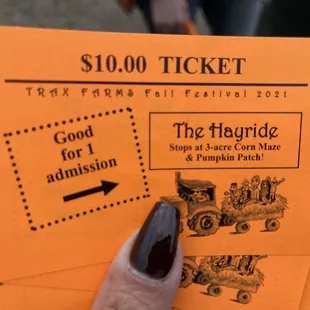 $10.00 TICKET
TRAX FARMS Fall Festival 2021
Good
for 1
admission
The Hayride
Stops at 3-acre Corn Maze
& Pumpkin Patch!